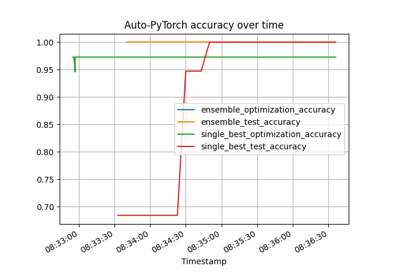 Auto-PyTorch accuracy over time
1.00
0.95
0.90
0.85
0.80
0.75
0.70
ensemble_optimization_accuracy
ensemble_test_accuracy
single_best_optimization_accuracy
single_best_test_accuracy
08:33:00
08:33:30
08:34:00
08:34:30
08:35:00
08:35:30
08:36:00
08:36:30
Timestamp